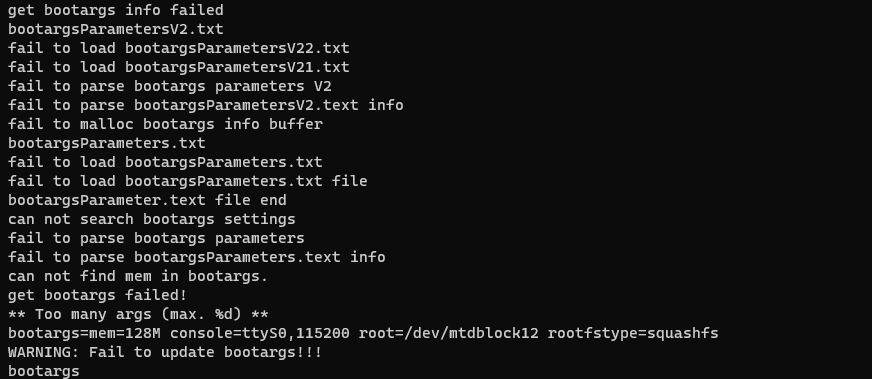 get bootargs info failed
bootargsParametersV2.txt
fail to load bootargsParametersV22.txt
fail to load bootargsParametersV21.txt
fail to parse bootargs parameters V2
fail to parse bootargsParametersV2.text info
fail to malloc bootargs info buffer
bootargsParameters.txt
fail to load bootargsParameters.txt
fail to load bootargsParameters.txt file
bootargsParameter.text file end
can not search bootargs settings
fail to parse bootargs parameters
fail to parse bootargsParameters.text info
can not find mem in bootargs.
get bootargs failed!
** Too many args (max. %d) **
bootargs=mem=128M console=ttyS0,115200 root=/dev/mtdblock12 rootfstype=squashfs
WARNING: Fail to update bootargs!!!
bootargs